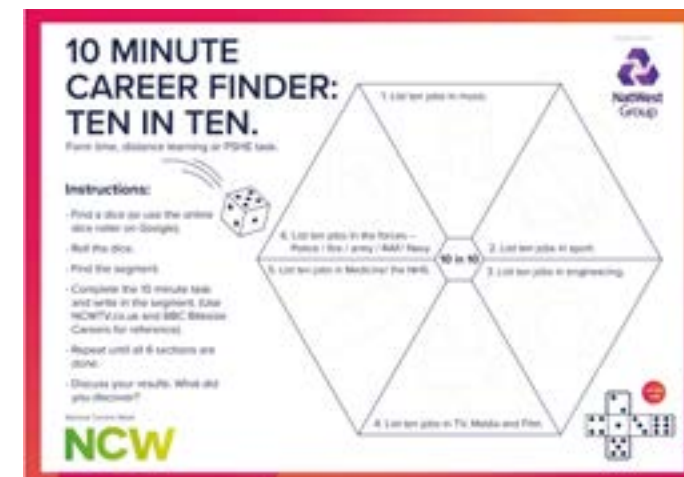 10 MINUTE
CAREER FINDER:
TEN IN TEN.
Form time, distance learning or PSHE task.
Instructions:
- Find a dice (or use the online
dice roller on Google).
- Roll the dice.
- Find the segment.
- Complete the 10 minute task
and write in the segment. (Use
NCWTV.co.uk and BBC Bitesize
Careers for reference).
- Repeat until all 6 sections are
done.
- Discuss your results. What did
you discover?
National Careers Week
NCW
1. List ten jobs in music.
6. List ten jobs in the forces –
Police / fire / army / RAF/ Navy.
2. List ten jobs in sport.
10 in 10
5. List ten jobs in Medicine/ the NHS.
3. List ten jobs in engineering.
4. List ten jobs in TV, Media and Film.
NatWest
Group